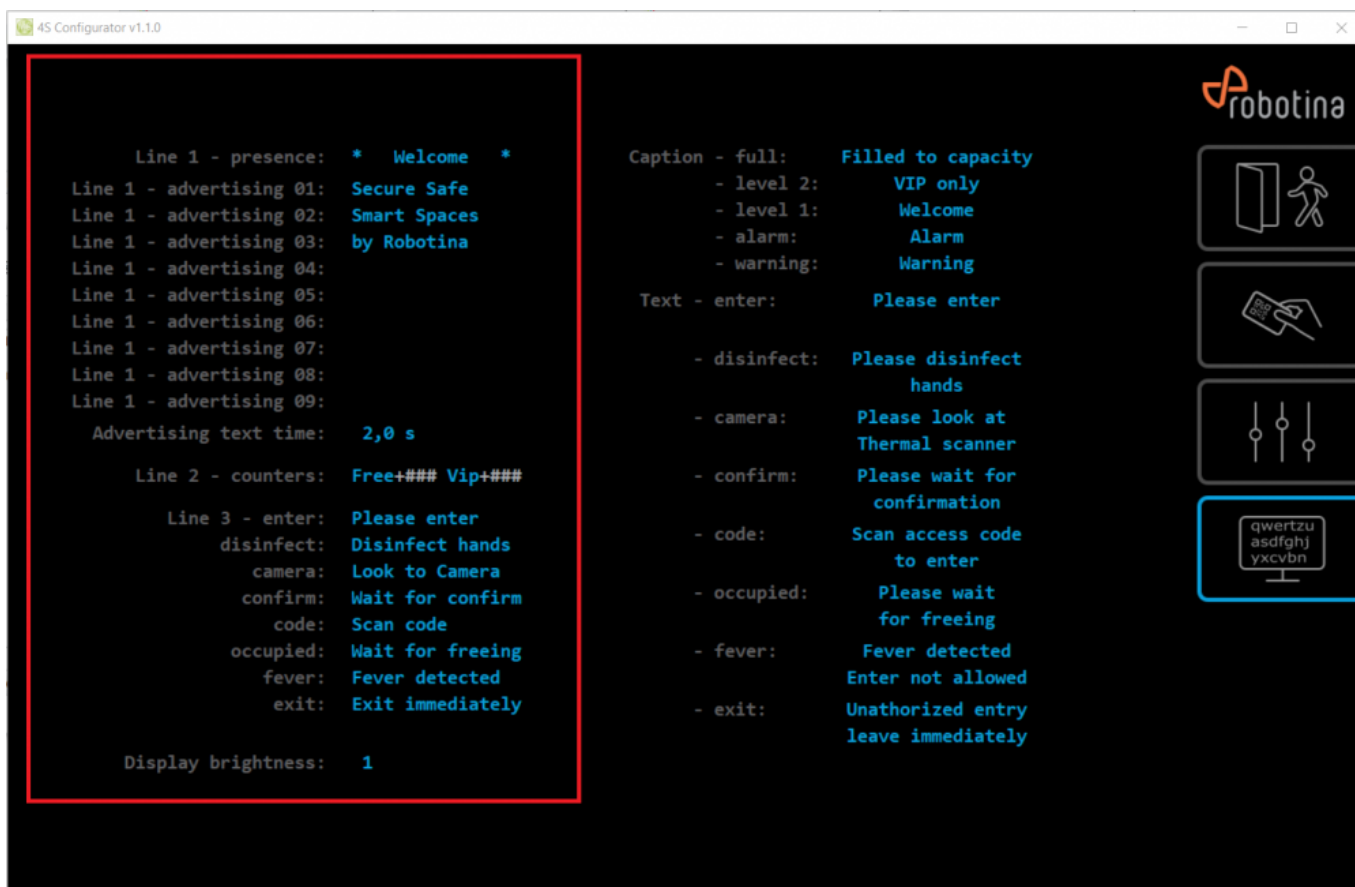 4S Configurator v1.1.0
robotina
Line 1 - presence: * Welcome *
Line 1 - advertising 01: Secure Safe
Line 1 - advertising 02: Smart Spaces
Line 1 - advertising 03: by Robotina
Line 1 - advertising 04:
Line 1 - advertising 05:
Line 1 - advertising 06:
Line 1 - advertising 07:
Line 1 - advertising 08:
Line 1 - advertising 09:
Advertising text time: 2,0 s
Line 2 - counters: Free+### Vip+###
Line 3 - enter: Please enter
disinfect: Disinfect hands
camera: Look to Camera
confirm: Wait for confirm
code: Scan code
occupied: Wait for freeing
fever: Fever detected
exit: Exit immediately
Display brightness: 1
Caption - full: Filled to capacity
- level 2: VIP only
- level 1: Welcome
- alarm: Alarm
- warning: Warning
Text - enter: Please enter
- disinfect: Please disinfect
hands
- camera: Please look at
Thermal scanner
- confirm: Please wait for
confirmation
- code: Scan access code
to enter
- occupied: Please wait
for freeing
- fever: Fever detected
Enter not allowed
- exit: Unathorized entry
leave immediately
qwertzu
asdfghj
yxcvbn